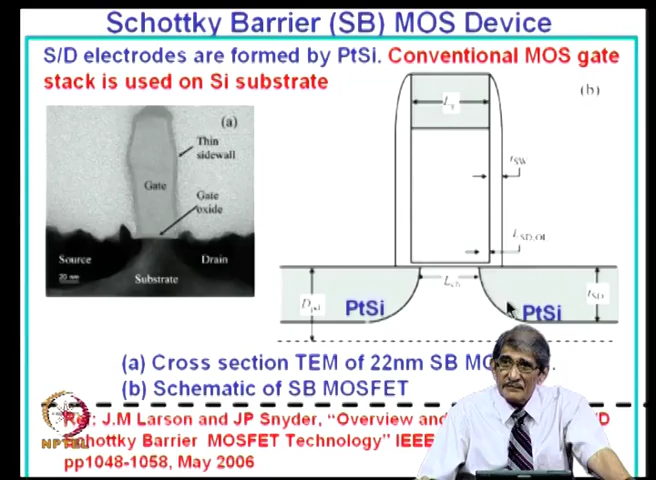 Schottky Barrier (SB) MOS Device
S/D electrodes are formed by PtSi. Conventional MOS gate
stack is used on Si substrate
(a)
(b)
Thin
sidewall
Gate
Gate
oxide
Source
Drain
20 nm
Substrate
PtSi
PtSi
(a) Cross section TEM of 22nm SB
(b) Schematic of SB MOSFET
NPTEL
: J.M Larson and JP Snyder, "Overview and
Schottky Barrier MOSFET Technology" IEEE
pp1048-1058, May 2006